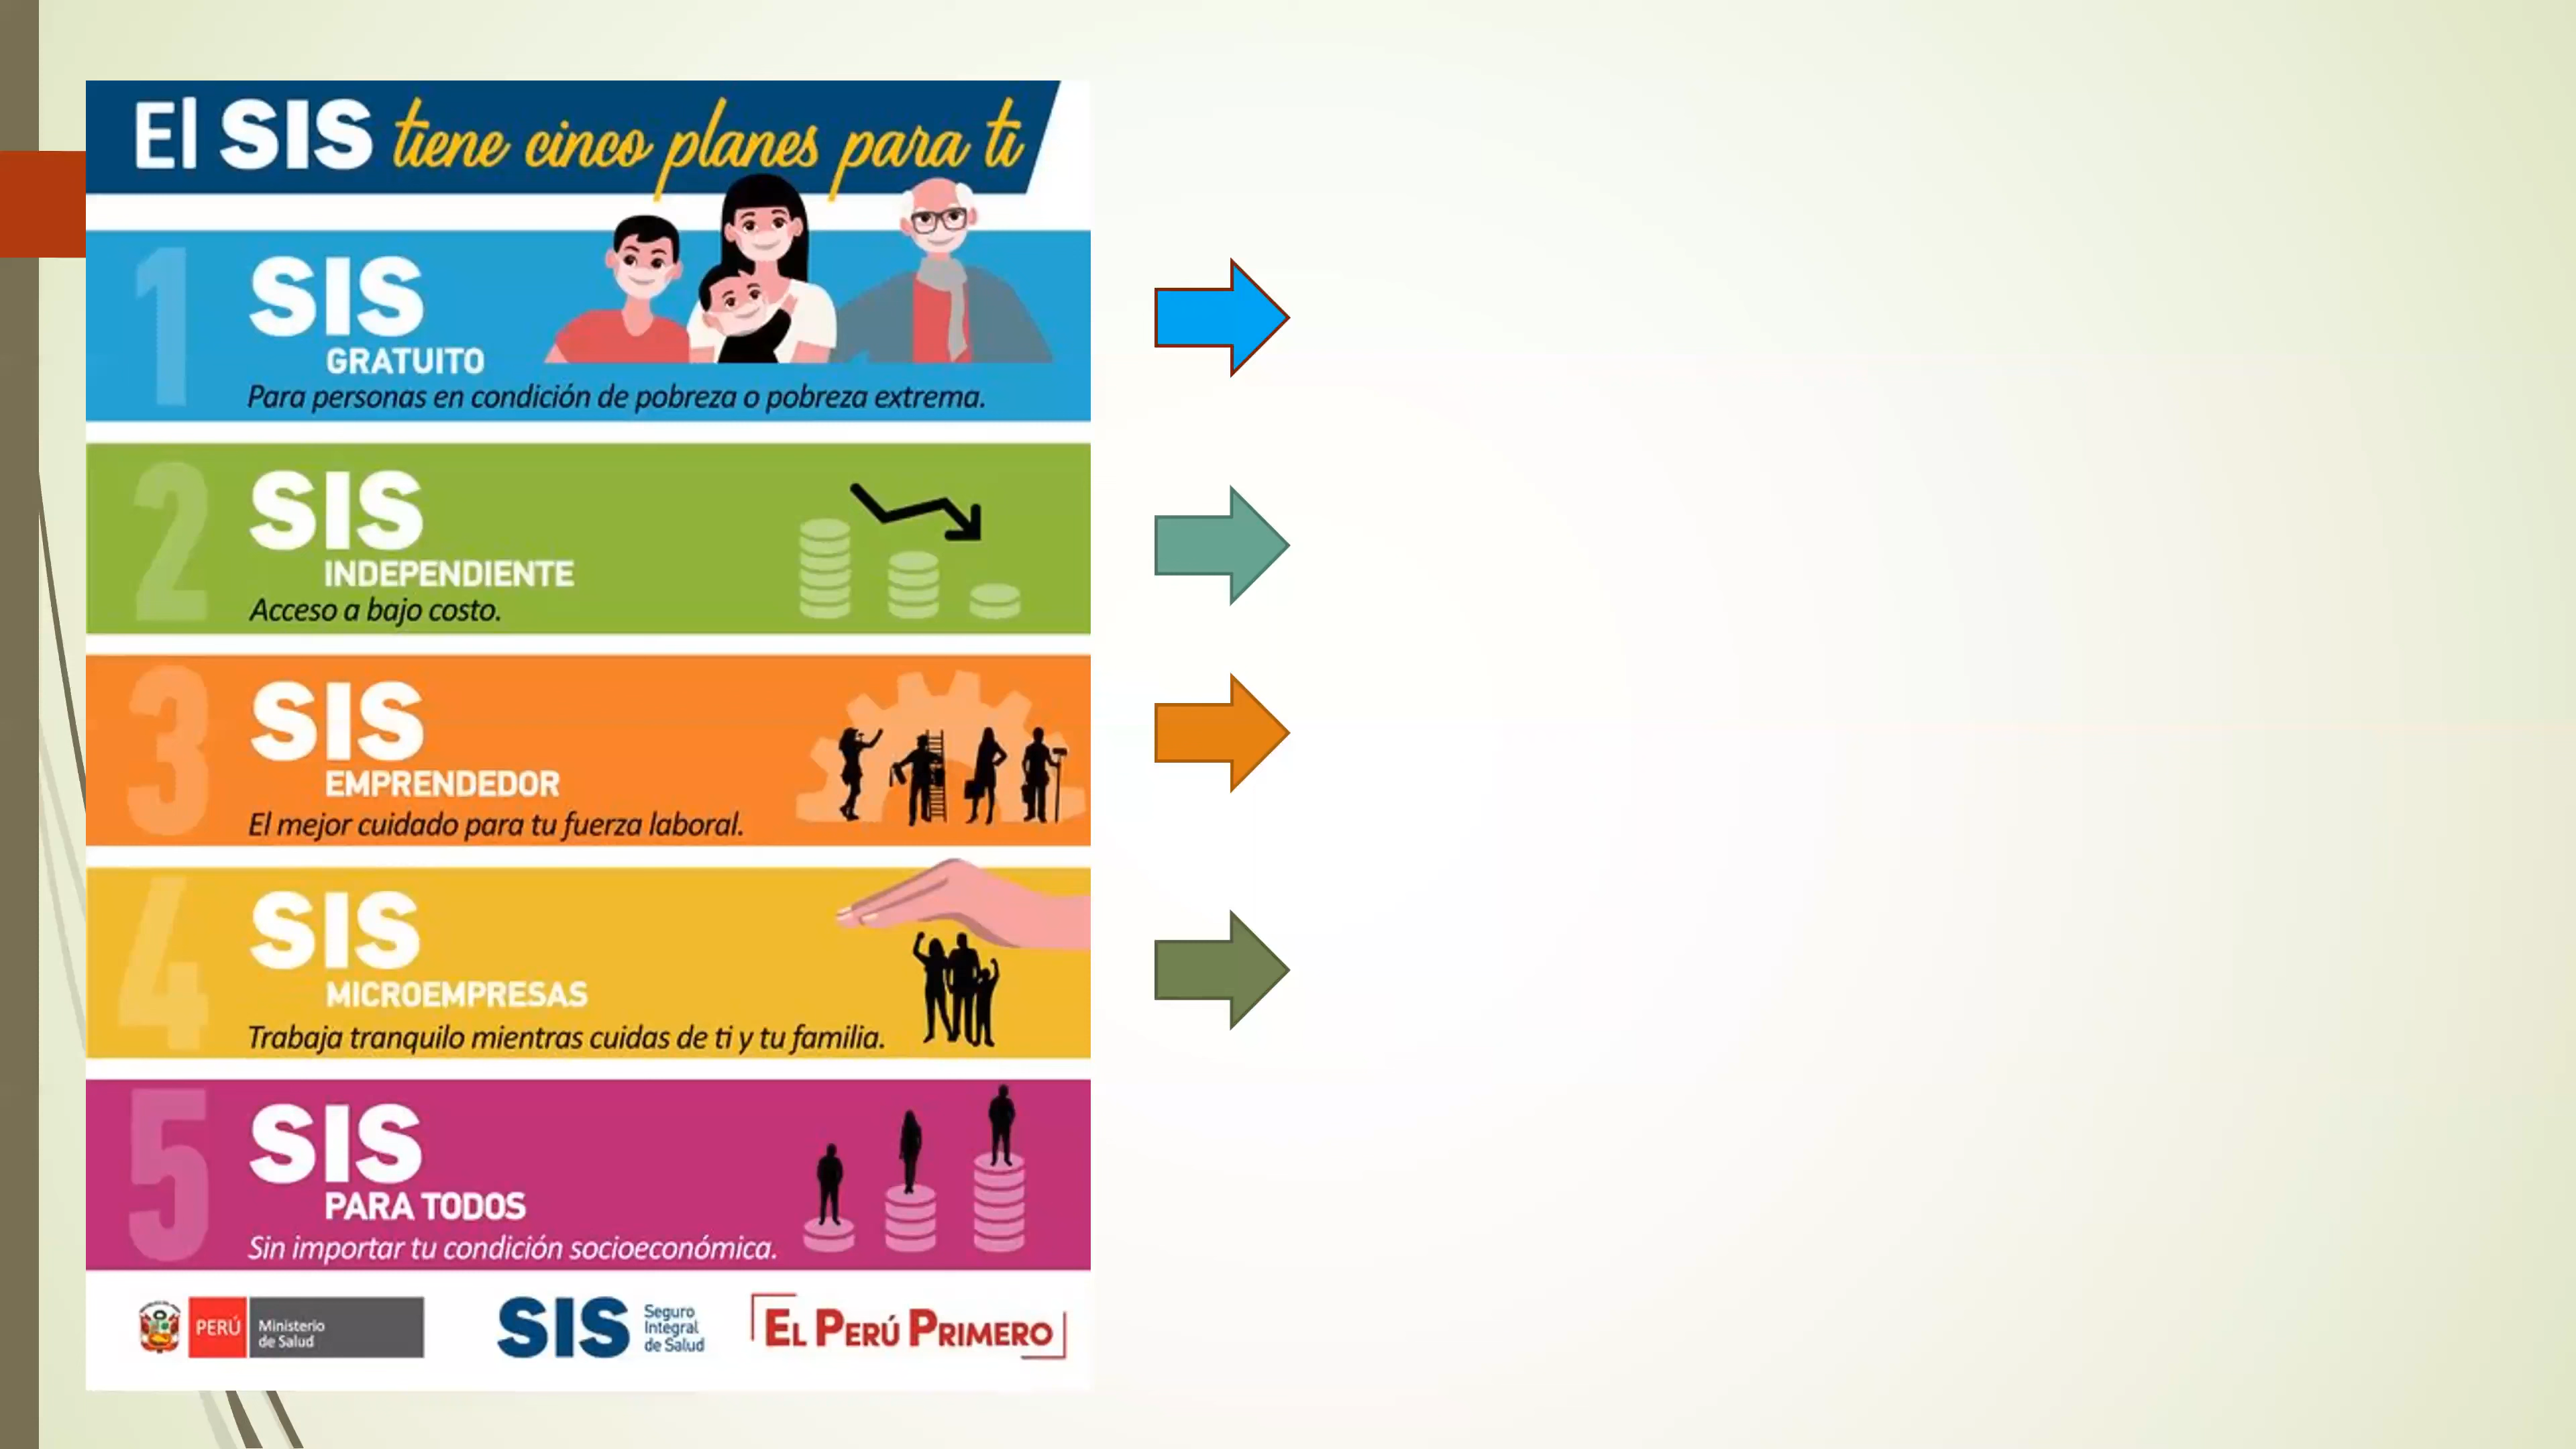 El SIS tiene cinco planes para ti
1
SIS
GRATUITO
Para personas en condición de pobreza o pobreza extrema.
2
SIS
INDEPENDIENTE
Acceso a bajo costo.
3
SIS
EMPRENDEDOR
El mejor cuidado para tu fuerza laboral.
4
SIS
MICROEMPRESAS
Trabaja tranquilo mientras cuidas de ti y tu familia.
5
SIS
PARA TODOS
Sin importar tu condición socioeconómica.
PERÚ
Ministerio
de Salud
SIS
Seguro
Integral
de Salud
EL PERÚ PRIMERO